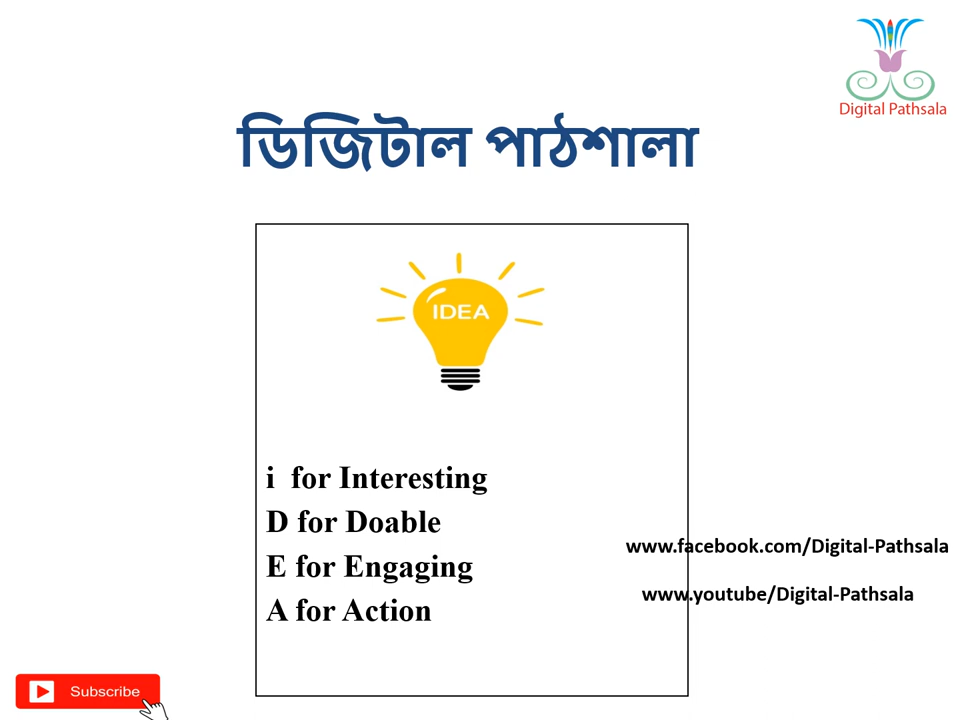 Digital Pathsala
ডিজিটাল পাঠশালা
IDEA
i for Interesting
D for Doable
E for Engaging
A for Action
www.facebook.com/Digital-Pathsala
www.youtube/Digital-Pathsala
Subscribe